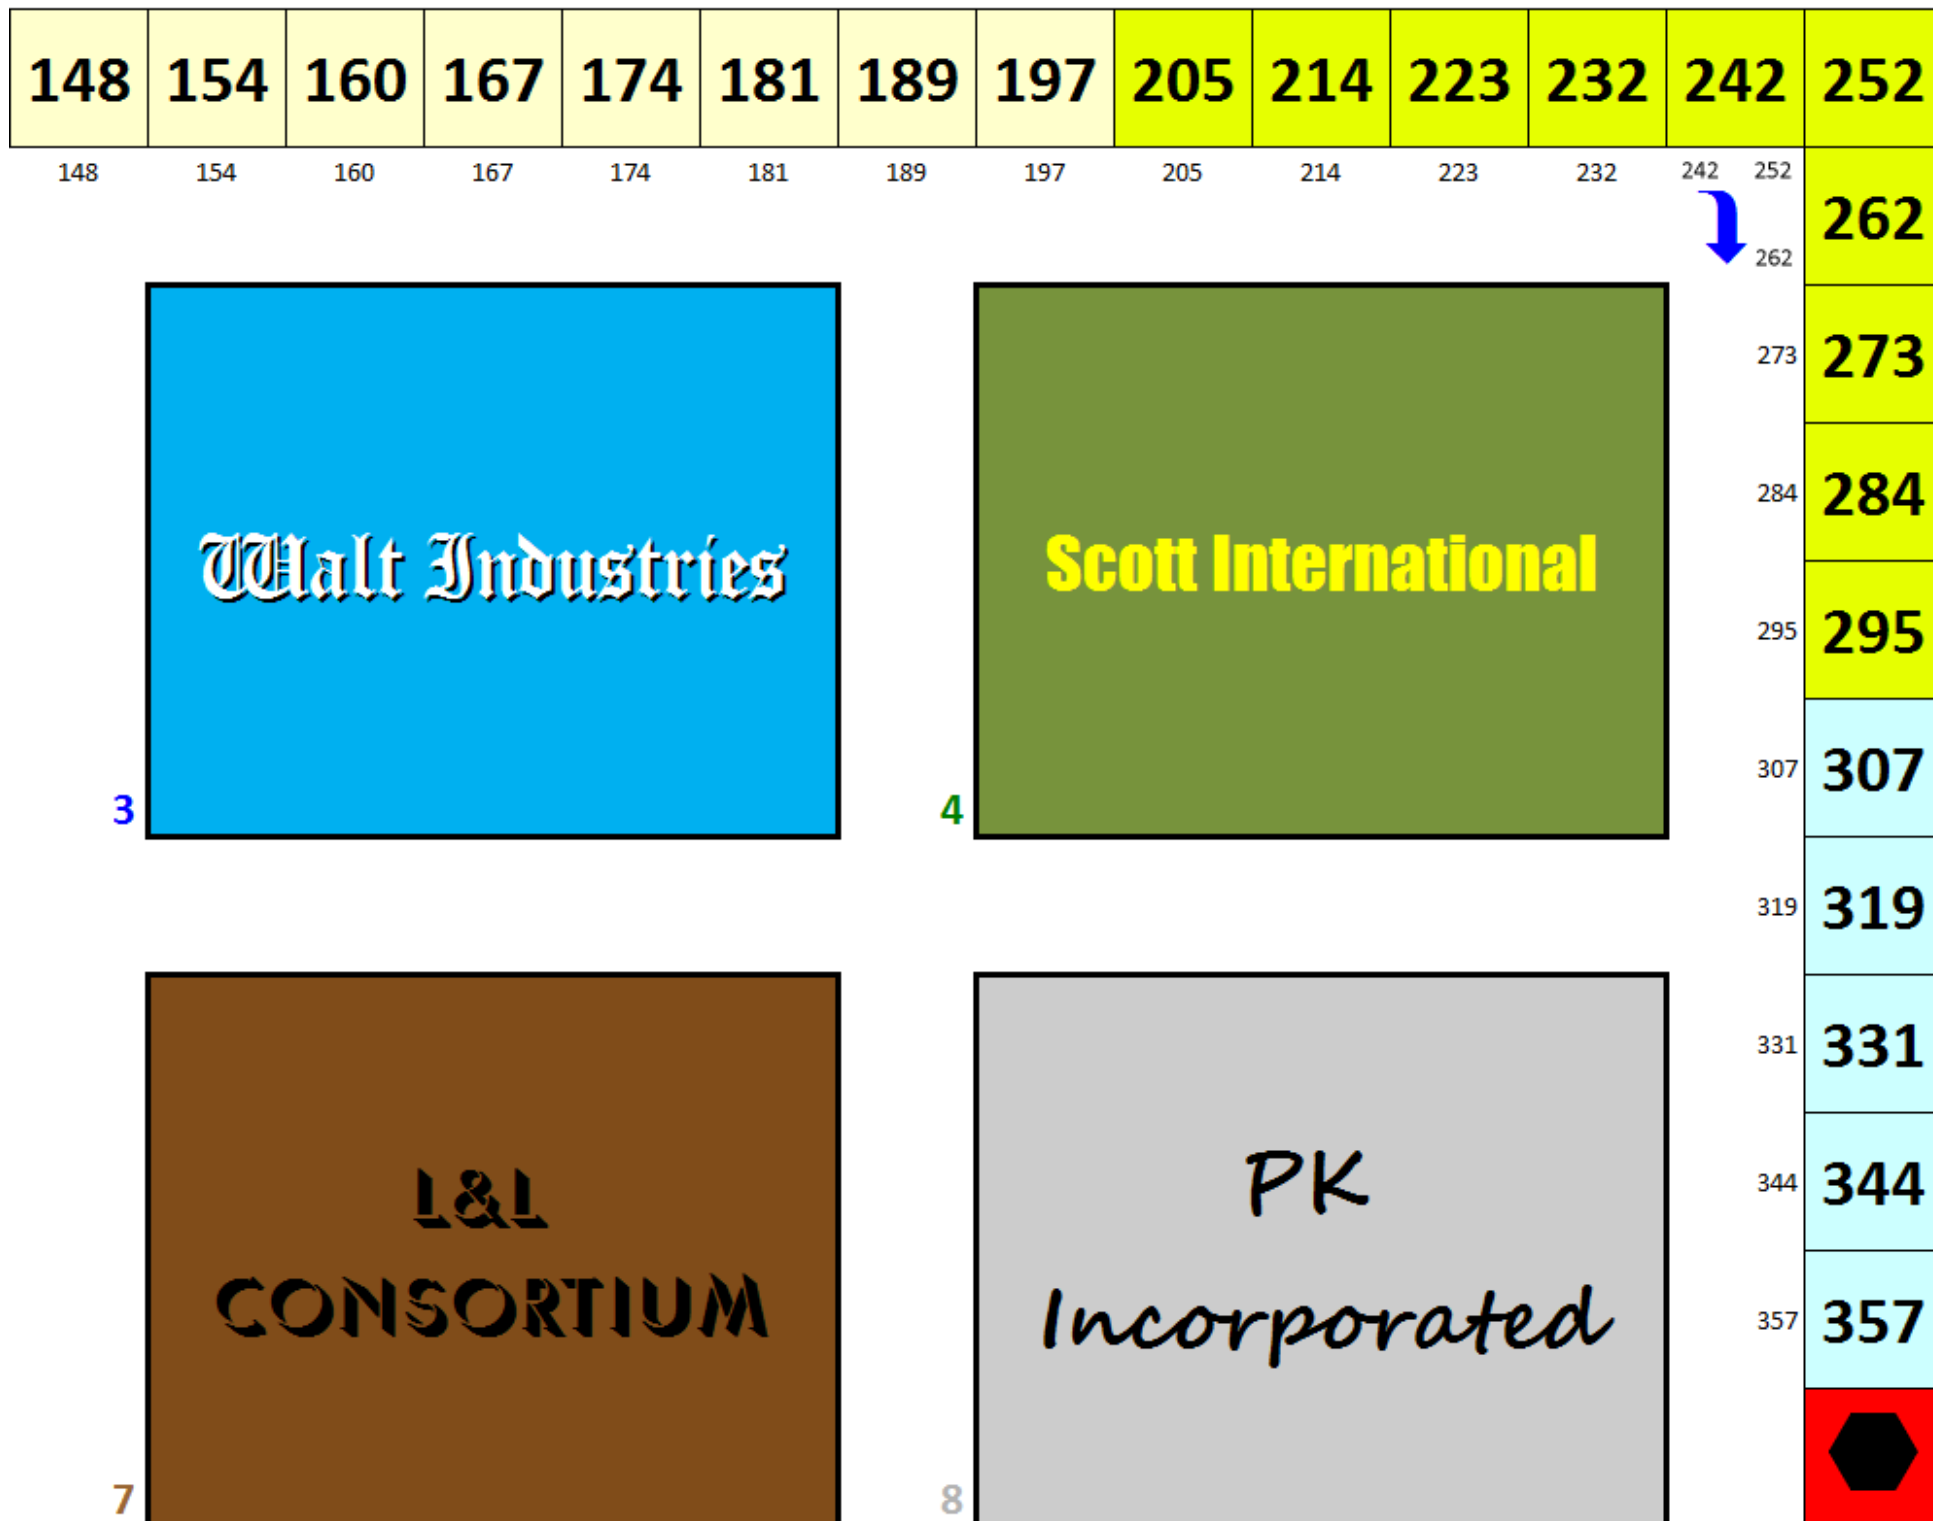 148 154 160 167 174 181 189 197 205 214 223 232 242 252
148 154 160 167 174 181 189 197 205 214 223 232 242 252
262
262
273 273
284 284
295 295
Walt Industries
Scott International
307 307
3
4
319 319
331 331
344 344
357 357
L&L
CONSORTIUM
PK
Incorporated
7
8